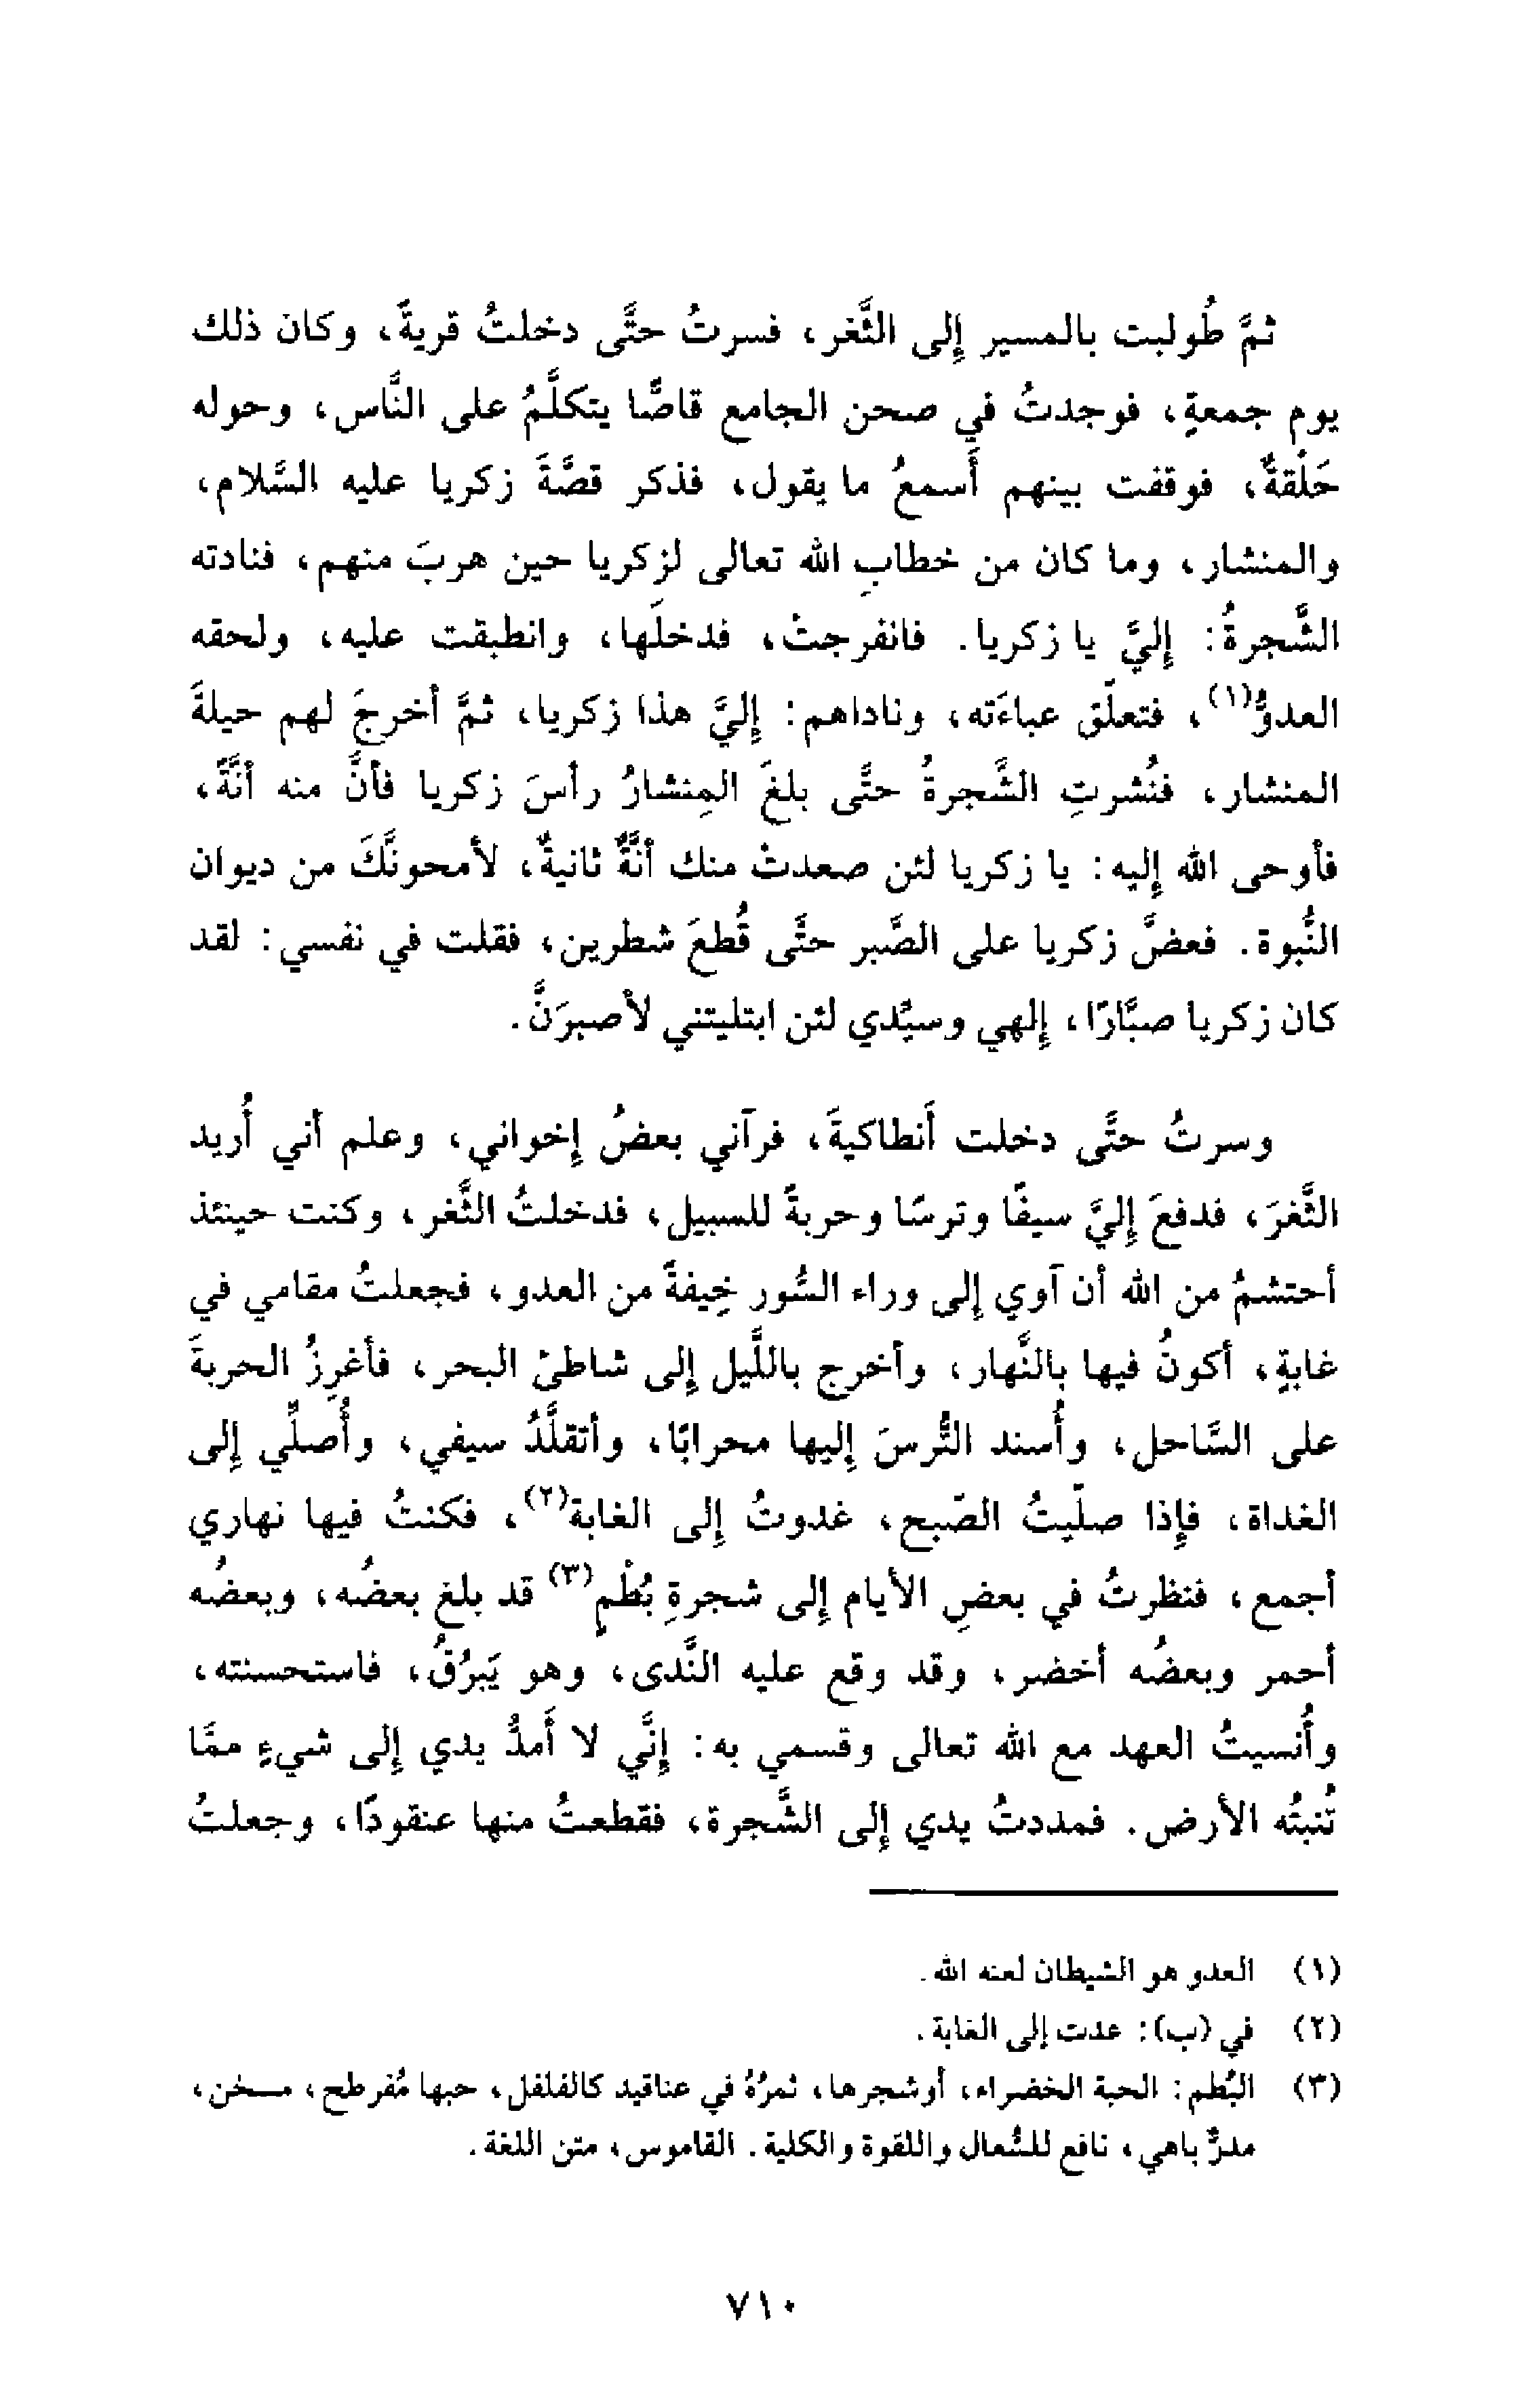 ثمَّ طُولبت بالمسير إلى الثَّغر، فسرتُ حتَّى دخلتُ قريةً، وكان ذلك
يوم جمعةٍ، فوجدتُ في صحن الجامع قاصًّا يتكلَّمُ على النَّاس، وحوله
حَلْقةٌ، فوقفت بينهم أَسمعُ ما يقول، فذكر قصَّةَ زكريا عليه السَّلام،
والمنشار، وما كان من خطابِ الله تعالى لزكريا حين هربَ منهم، فنادته
الشَّجرةُ: إليَّ يا زكريا. فانفرجتْ، فدخلَها، وانطبقت عليه، ولحقه
العدوُّ(١)، فتعلّق عباءَته، وناداهم: إليَّ هذا زكريا، ثمَّ أخرجَ لهم حيلةَ
المنشار، فنُشرتِ الشَّجرةُ حتَّى بلغَ المِنشارُ رأسَ زكريا فأنَّ منه أنَّةً،
فأوحى الله إليه: يا زكريا لئن صعدتْ منك أنَّةٌ ثانيةٌ، لأمحونَّكَ من ديوان
النُّبوة. فعضَّ زكريا على الصَّبر حتَّى قُطعَ شطرين، فقلت في نفسي: لقد
كان زكريا صبَّارًا، إلهي وسيِّدي لئن ابتليتني لأصبرَنَّ.
وسرتُ حتَّى دخلت أَنطاكيةَ، فرآني بعضُ إخواني، وعلم أني أُريد
الثَّغرَ، فدفعَ إليَّ سيفًا وترسًا وحربةً للسبيل، فدخلتُ الثَّغر، وكنت حينئذ
أحتشمُ من الله أن آوي إلى وراء السُّور خِيفةً من العدو، فجعلتُ مقامي في
غابةٍ، أكونُ فيها بالنَّهار، وأخرج باللَّيل إلى شاطئ البحر، فأغرِزُ الحربةَ
على السَّاحل، وأُسند التُّرسَ إليها محرابًا، وأتقلَّدُ سيفي، وأُصلِّي إلى
الغداة، فإذا صلّيتُ الصّبح، غدوتُ إلى الغابة(٢)، فكنتُ فيها نهاري
أجمع، فنظرتُ في بعضِ الأيام إلى شجرةِ بُطْمٍ(٣) قد بلغ بعضُه، وبعضُه
أحمر وبعضُه أخضر، وقد وقع عليه النَّدى، وهو يَبرُقُ، فاستحسنته،
وأُنسيتُ العهد مع الله تعالى وقسمي به: إنَّي لا أَمدُّ يدي إلى شيءٍ ممَّا
تُنبتُه الأرض. فمددتُ يدي إلى الشَّجرة، فقطعتُ منها عنقودًا، وجعلتُ
(١) العدو هو الشيطان لعنه الله.
(٢) في (ب): عدت إلى الغابة.
(٣) البُطم: الحبة الخضراء، أوشجرها، ثمرُهُ في عناقيد كالفلفل، حبها مُفرطح، مسخن،
مدرٌّ باهي، نافع للسُّعال واللقوة والكلية. القاموس، متن اللغة.
٧١٠